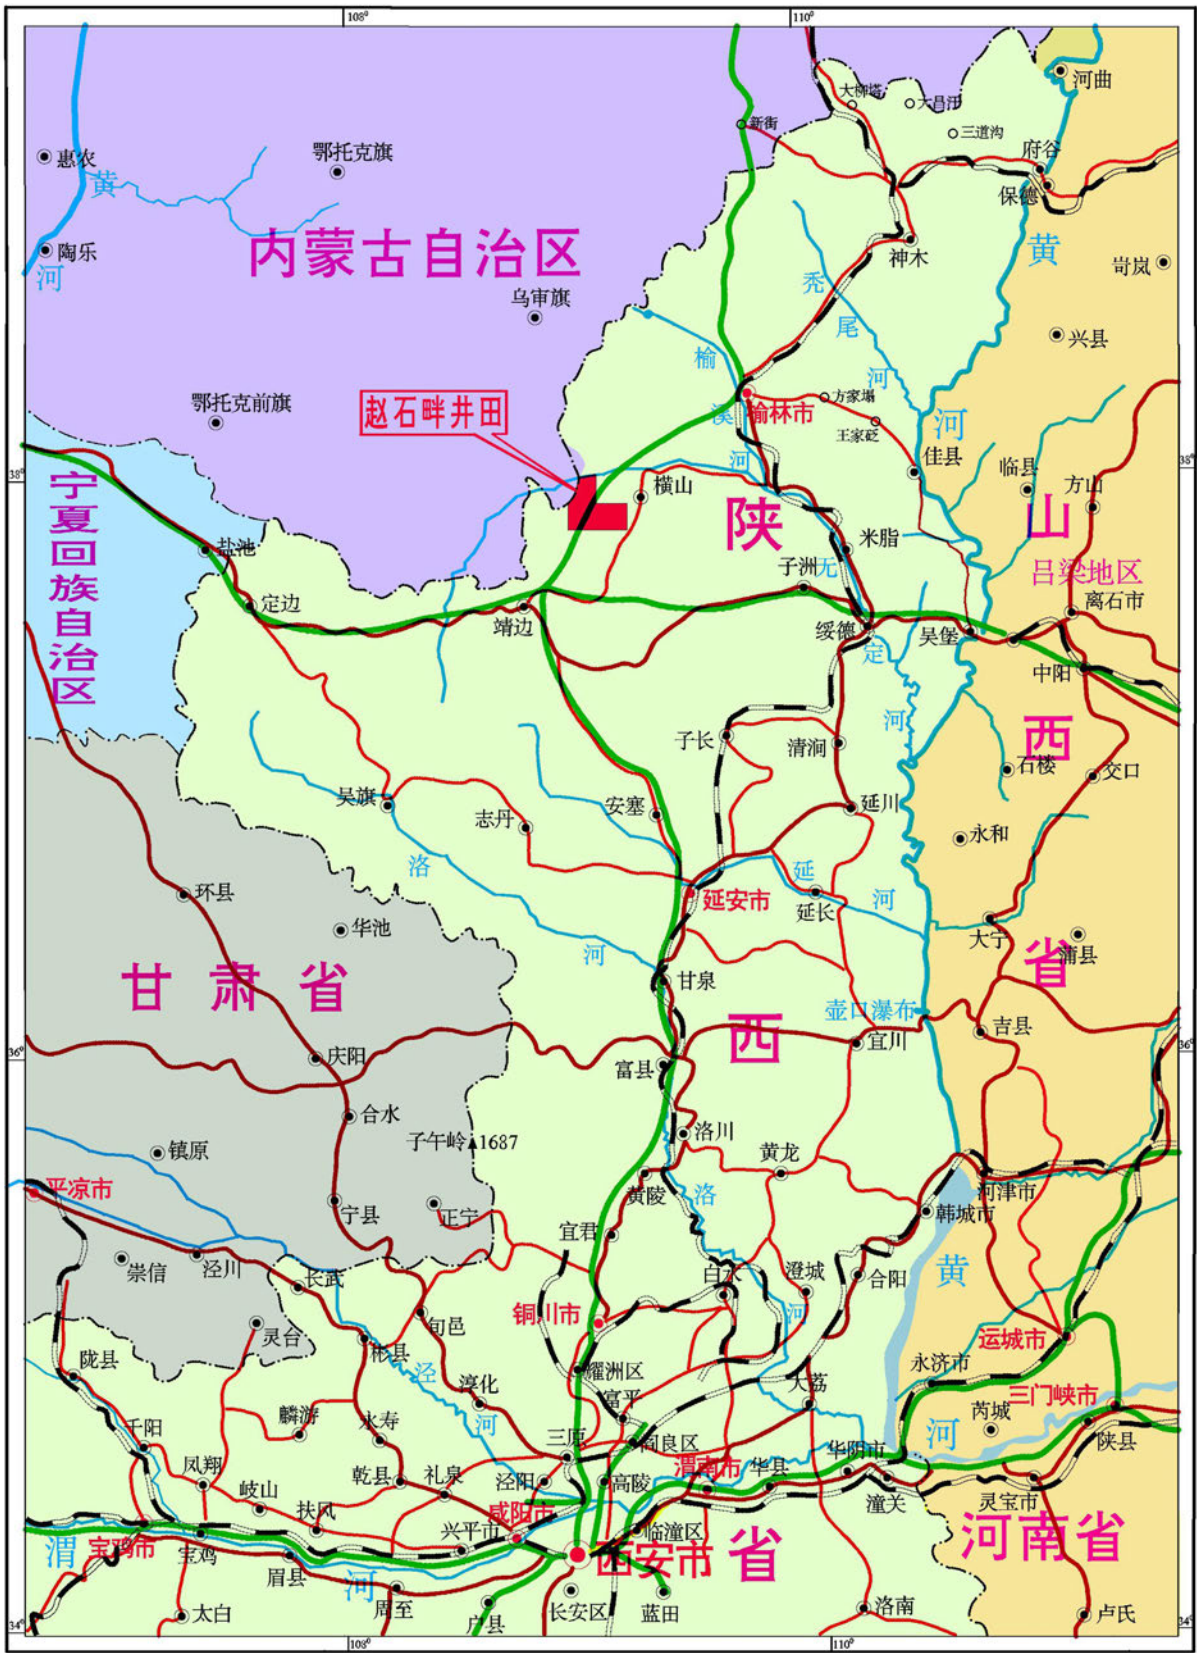 108⁰
110⁰
河曲
大柳塔
大昌汗
新街
三道沟
惠农
鄂托克旗
府谷
黄
保德
陶乐
内蒙古自治区
神木
黄
岢岚
河
秃
乌审旗
尾
兴县
榆
河
鄂托克前旗
赵石畔井田
溪
榆林市
方家塌
王家砭
河
38⁰
河
佳县
临县
38⁰
宁夏回族自治区
横山
陕
山
方山
盐池
米脂
子洲
无
吕梁地区
定边
靖边
绥德
吴堡
离石市
定
中阳
河
子长
清涧
西
石楼
交口
吴旗
志丹
安塞
延川
永和
洛
延
环县
延安市
延长
河
华池
大宁
蒲县
河
甘肃省
甘泉
省
壶口瀑布
吉县
西
宜川
36⁰
庆阳
富县
36⁰
合水
子午岭▲1687
洛川
镇原
黄龙
平凉市
黄陵
洛
河津市
宁县
正宁
韩城市
宜君
崇信
泾川
长武
白水
澄城
合阳
黄
铜川市
旬邑
河
灵台
彬县
运城市
陇县
泾
耀洲区
永济市
淳化
大荔
三门峡市
麟游
永寿
河
富平
芮城
千阳
三原
阎良区
河
陕县
凤翔
乾县
礼泉
泾阳
高陵
渭南市
华县
华阴市
岐山
潼关
灵宝市
扶风
咸阳市
宝鸡市
宝鸡
兴平市
临潼区
渭
西安市
省
河南省
眉县
河
太白
周至
户县
长安区
蓝田
洛南
卢氏
34⁰
34⁰
108⁰
110⁰